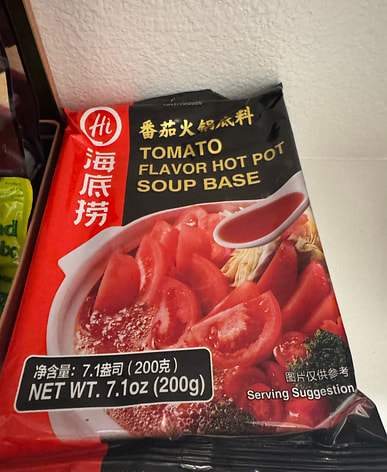 Hi
海底捞
番茄火锅底料
TOMATO
FLAVOR HOT POT
SOUP BASE
净含量：7.1盎司（200克）
NET WT. 7.1oz (200g)
图片仅供参考
Serving Suggestion